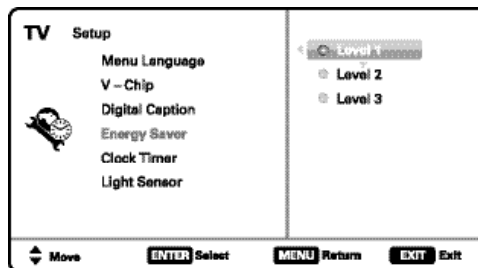 TV Setup
Menu Language
V – Chip
Digital Caption
Energy Saver
Clock Timer
Light Sensor
Level 1
Level 2
Level 3
Move ENTER Select MENU Return EXIT Exit